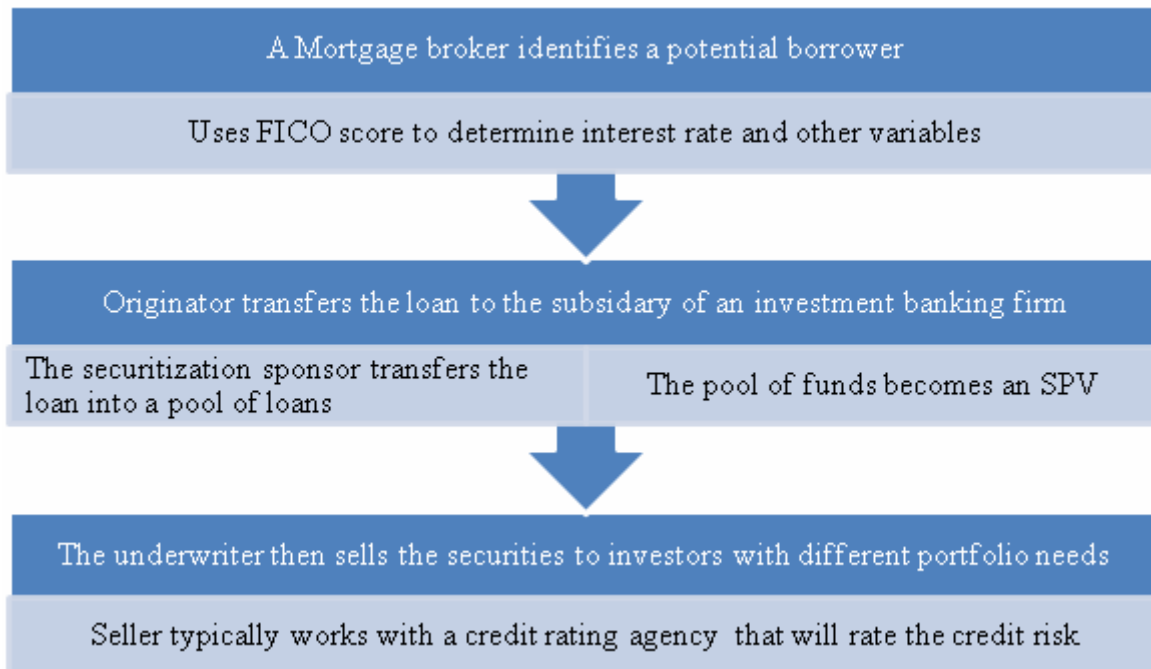 A Mortgage broker identifies a potential borrower
Uses FICO score to determine interest rate and other variables
Originator transfers the loan to the subsidary of an investment banking firm
The securitization sponsor transfers the
loan into a pool of loans
The pool of funds becomes an SPV
The underwriter then sells the securities to investors with different portfolio needs
Seller typically works with a credit rating agency that will rate the credit risk